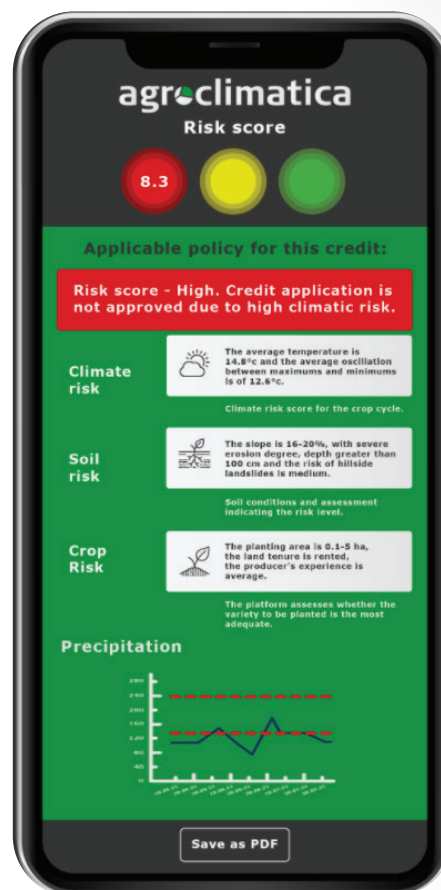 agroclimatica
Risk score
8.3
Applicable policy for this credit:
Risk score - High. Credit application is
not approved due to high climatic risk.
Climate
risk
The average temperature is
14.8°c and the average oscillation
between maximums and minimums
is of 12.6°c.
Climate risk score for the crop cycle.
Soil
risk
The slope is 16-20%, with severe
erosion degree, depth greater than
100 cm and the risk of hillside
landslides is medium.
Soil conditions and assessment
indicating the risk level.
Crop
Risk
The planting area is 0.1-5 ha,
the land tenure is rented,
the producer's experience is
average.
The platform assesses whether the
variety to be planted is the most
adequate.
Precipitation
280
240
200
160
120
80
40
0
Save as PDF